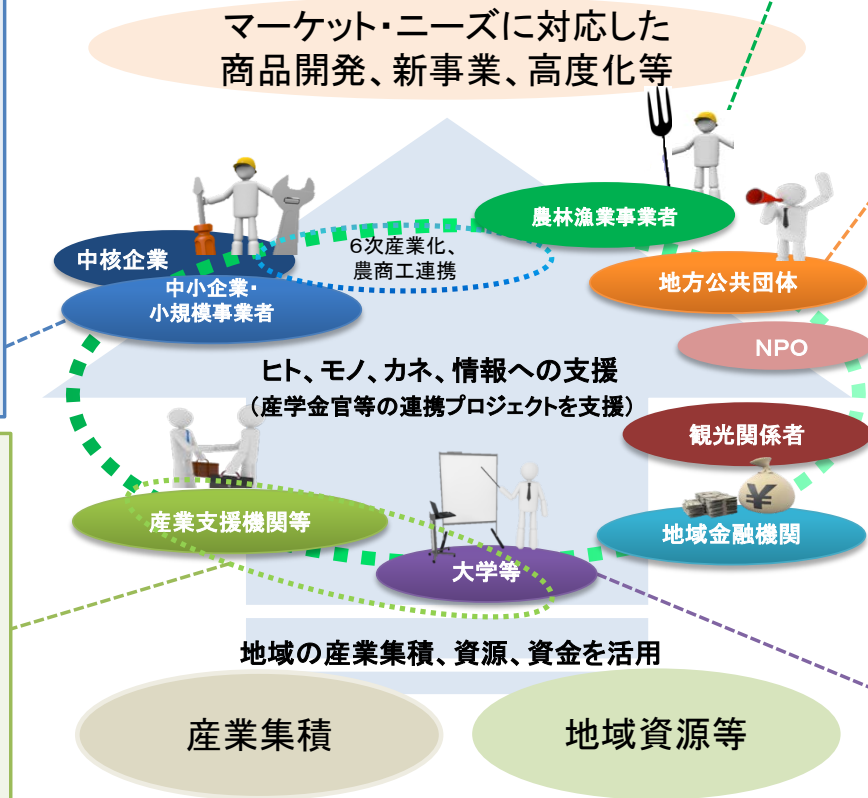 マーケット・ニーズに対応した
商品開発、新事業、高度化等
農林漁業事業者
中核企業
6次産業化、
農商工連携
地方公共団体
中小企業・
小規模事業者
NPO
ヒト、モノ、カネ、情報への支援
（産学金官等の連携プロジェクトを支援）
観光関係者
産業支援機関等
¥
地域金融機関
大学等
地域の産業集積、資源、資金を活用
産業集積
地域資源等